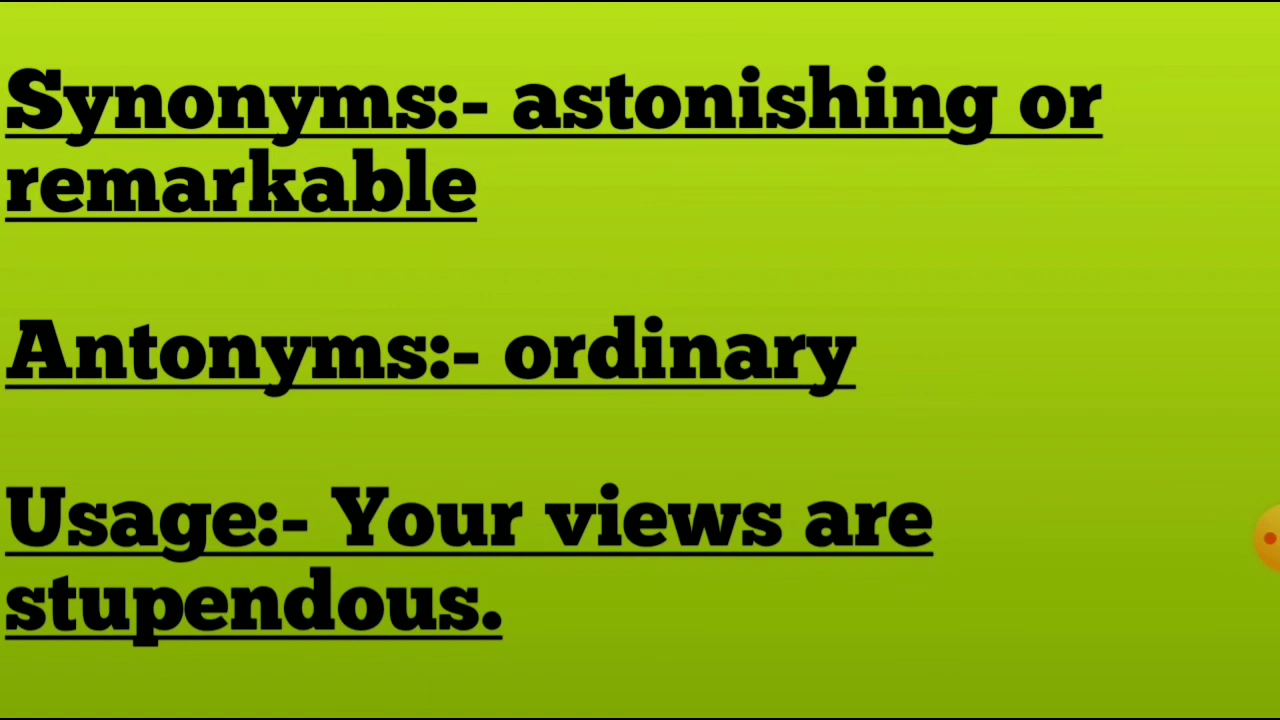 Synonyms:- astonishing or
remarkable
Antonyms:- ordinary
Usage:- Your views are
stupendous.